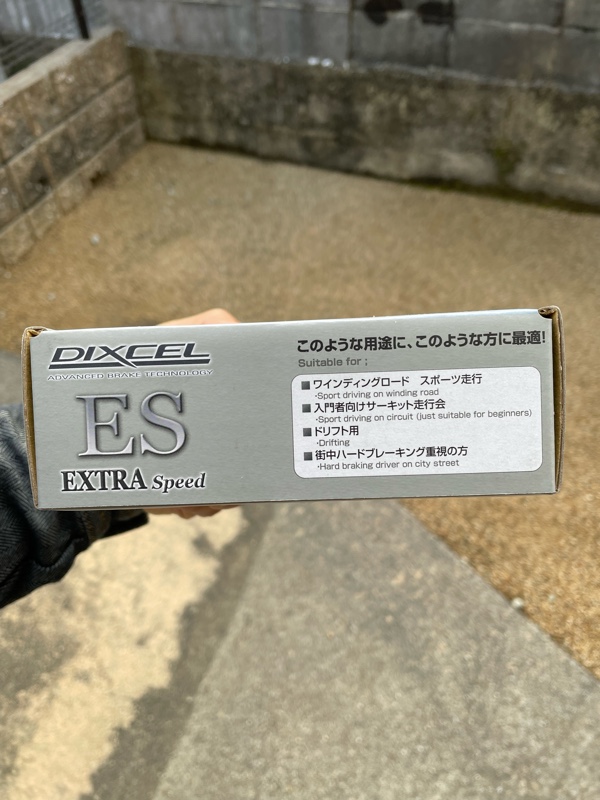 DIXCEL
ADVANCED BRAKE TECHNOLOGY
ES
EXTRA Speed
このような用途に、このような方に最適!
Suitable for ;
■ワインディングロード スポーツ走行
・Sport driving on winding road
■入門者向けサーキット走行会
・Sport driving on circuit (just suitable for beginners)
■ドリフト用
・Drifting
■街中ハードブレーキング重視の方
・Hard braking driver on city street